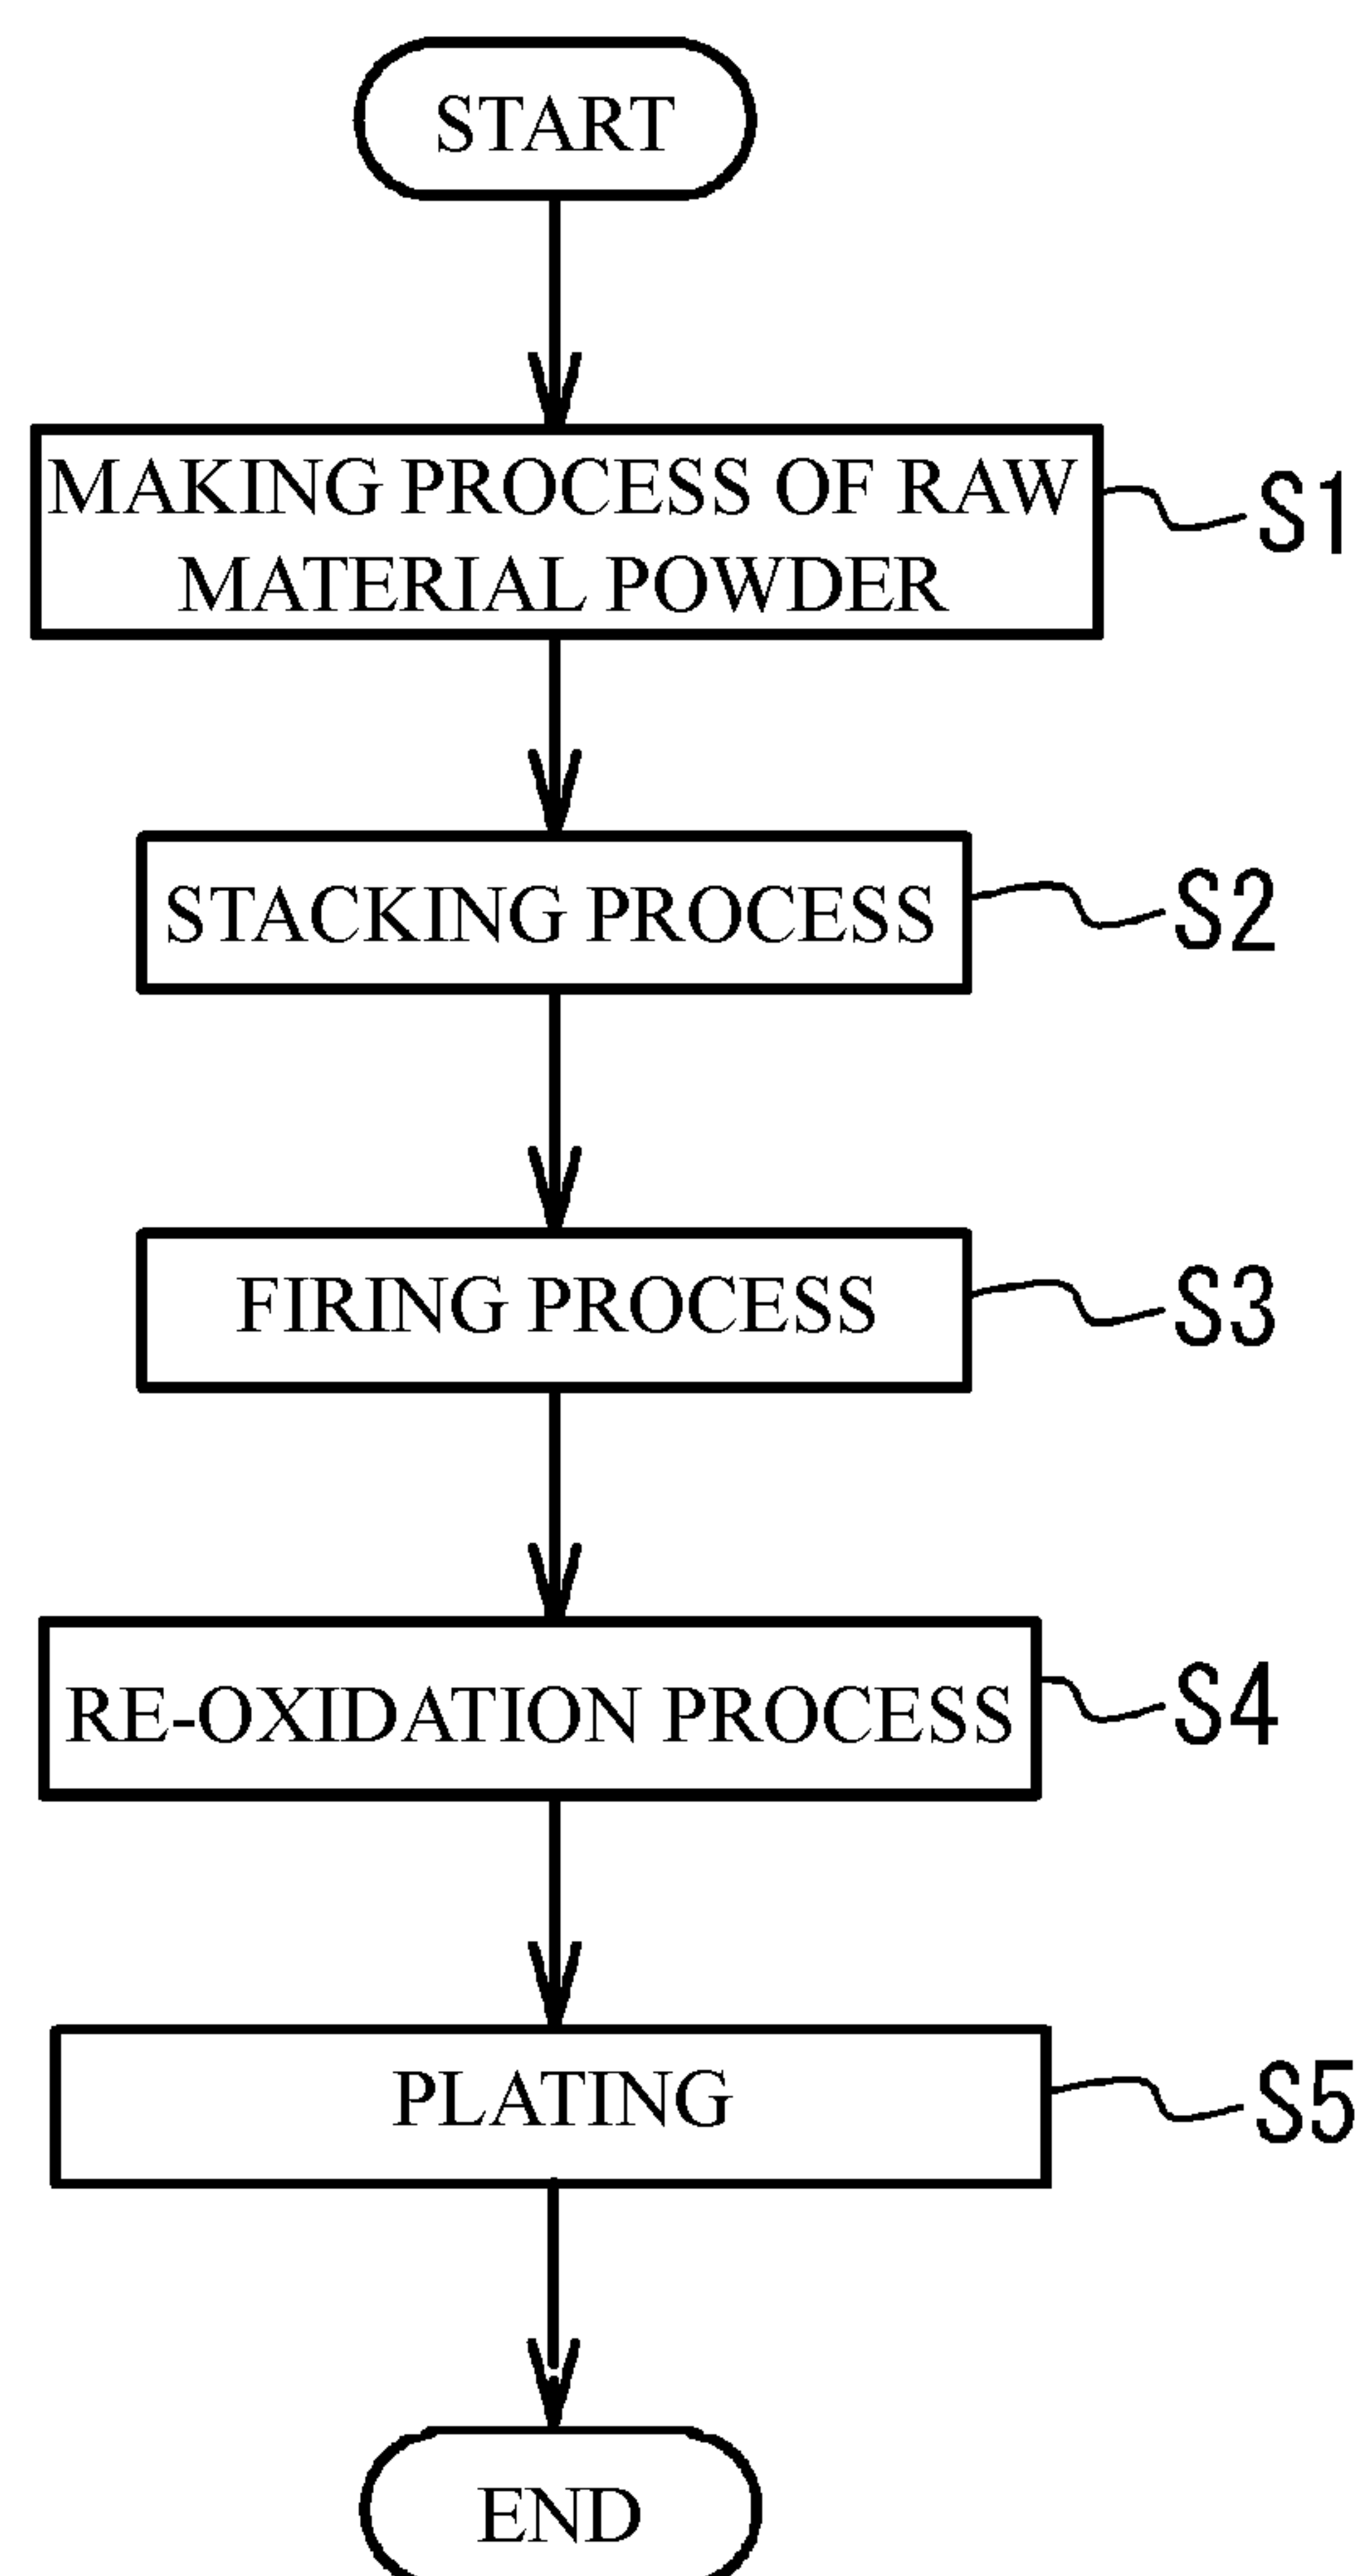 START
MAKING PROCESS OF RAW
MATERIAL POWDER
S1
STACKING PROCESS
S2
FIRING PROCESS
S3
RE-OXIDATION PROCESS
S4
PLATING
S5
END